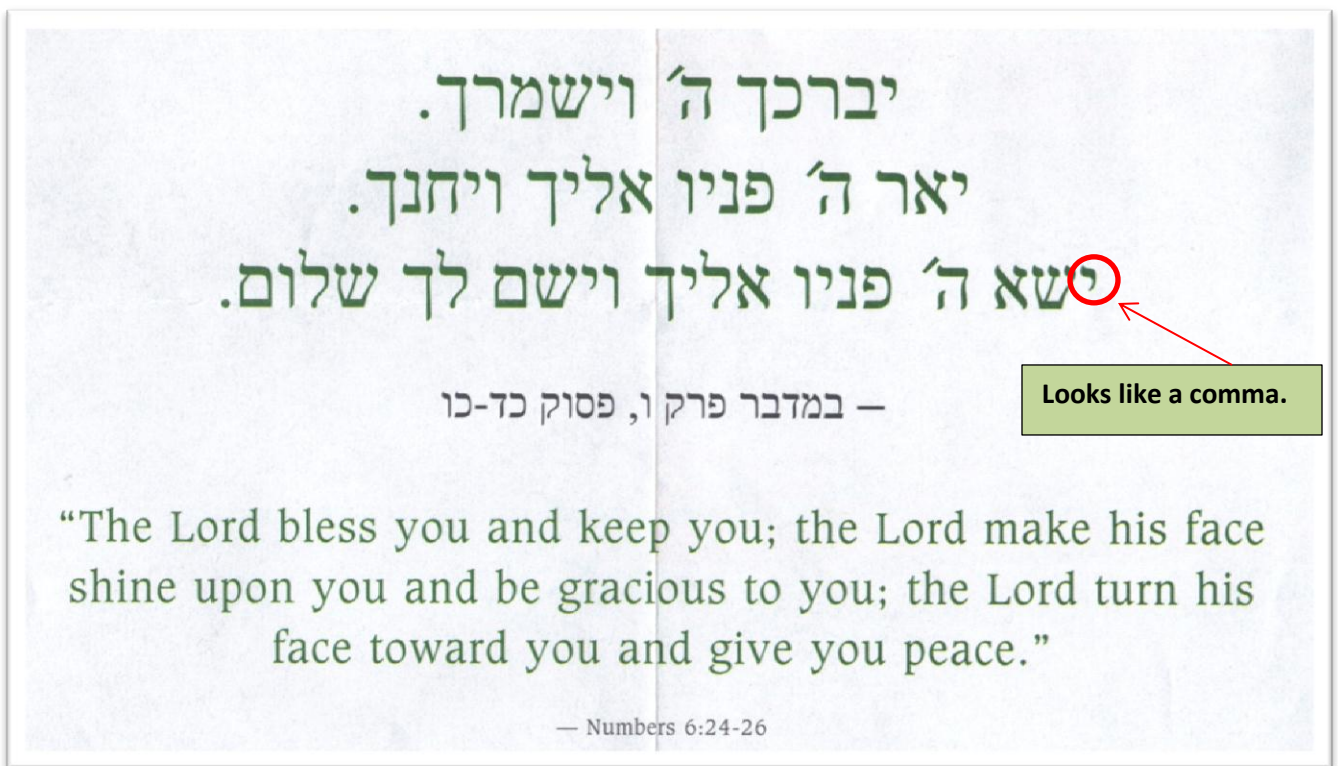 יברכך ה׳ וישמרך.
יאר ה׳ פניו אליך ויחנך.
ישא ה׳ פניו אליך וישם לך שלום.
Looks like a comma.
— במדבר פרק ו, פסוק כד-כו
“The Lord bless you and keep you; the Lord make his face
shine upon you and be gracious to you; the Lord turn his
face toward you and give you peace.”
— Numbers 6:24-26